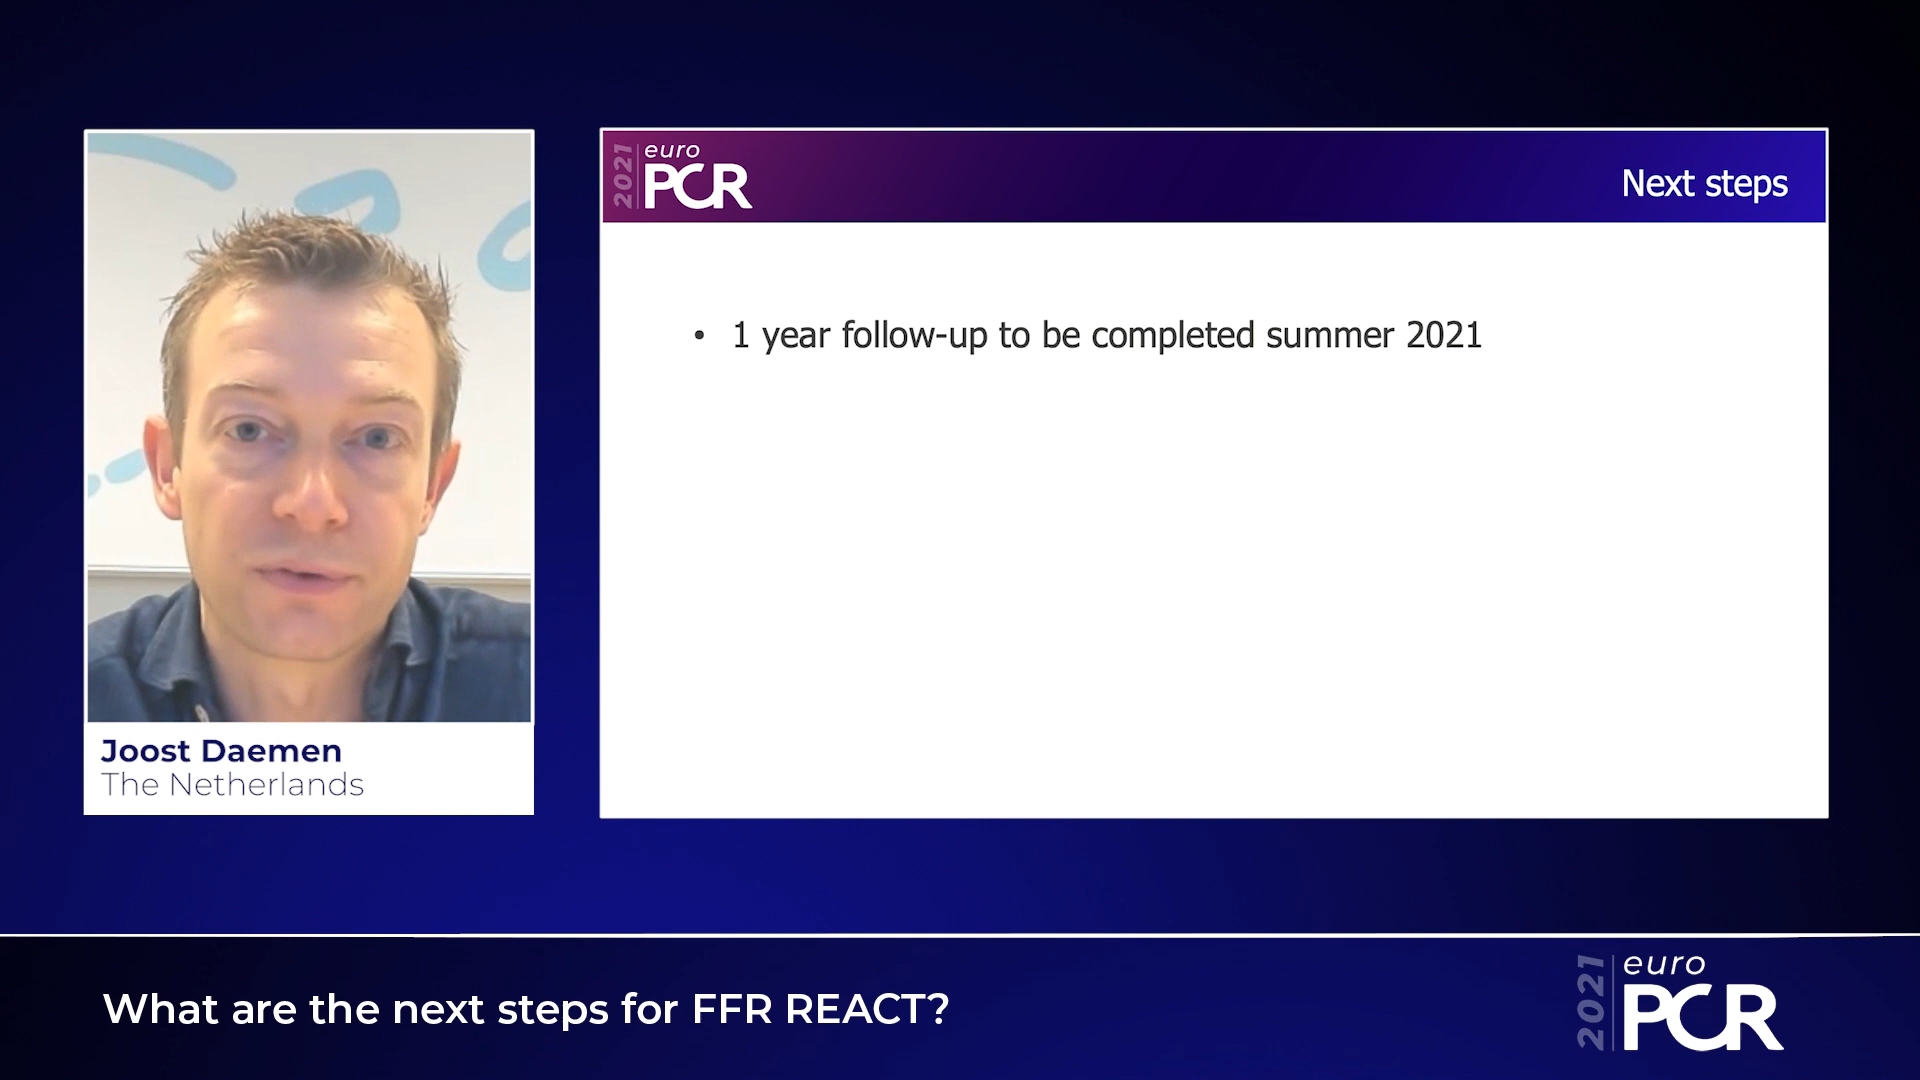 2021
euro
PCR
Next steps
• 1 year follow-up to be completed summer 2021
Joost Daemen
The Netherlands
What are the next steps for FFR REACT?
2021
euro
PCR